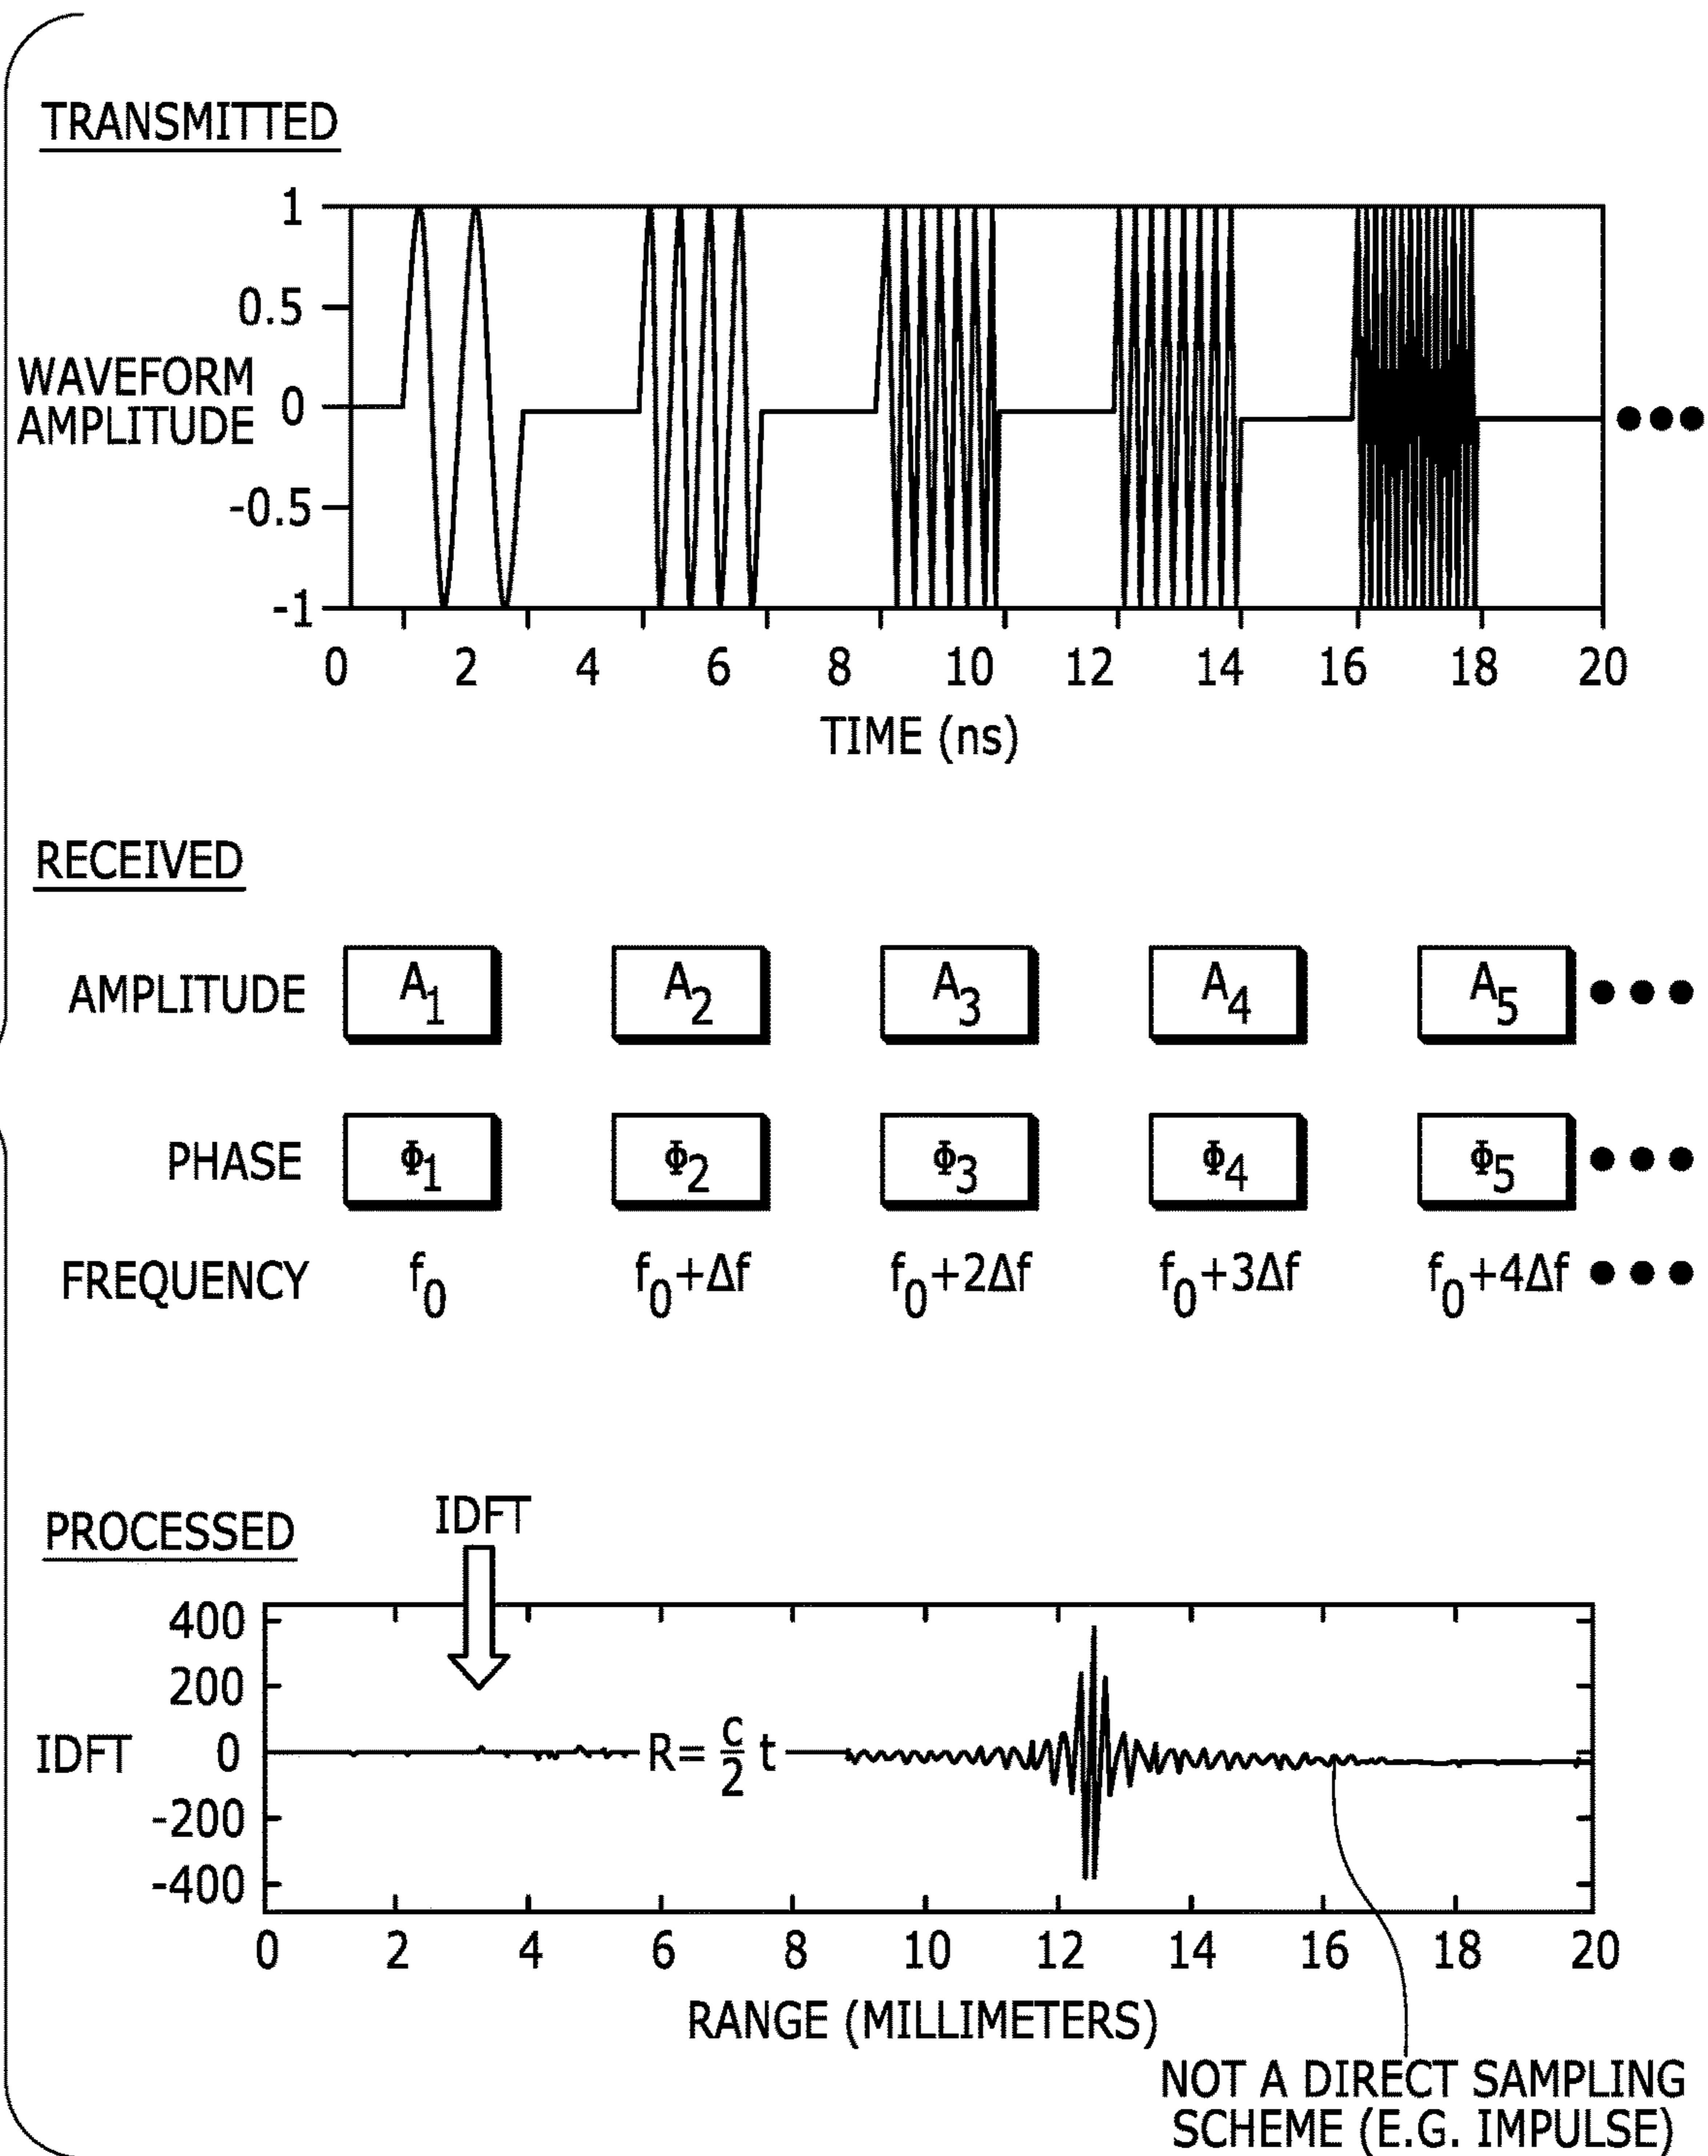 TRANSMITTED
1
0.5
WAVEFORM
AMPLITUDE
0
-0.5
-1
0 2 4 6 8 10 12 14 16 18 20
TIME (ns)
RECEIVED
AMPLITUDE A1 A2 A3 A4 A5
PHASE Φ1 Φ2 Φ3 Φ4 Φ5
FREQUENCY f0 f0+Δf f0+2Δf f0+3Δf f0+4Δf
PROCESSED
IDFT
400
200
IDFT 0 R= c/2 t
-200
-400
0 2 4 6 8 10 12 14 16 18 20
RANGE (MILLIMETERS)
NOT A DIRECT SAMPLING
SCHEME (E.G. IMPULSE)